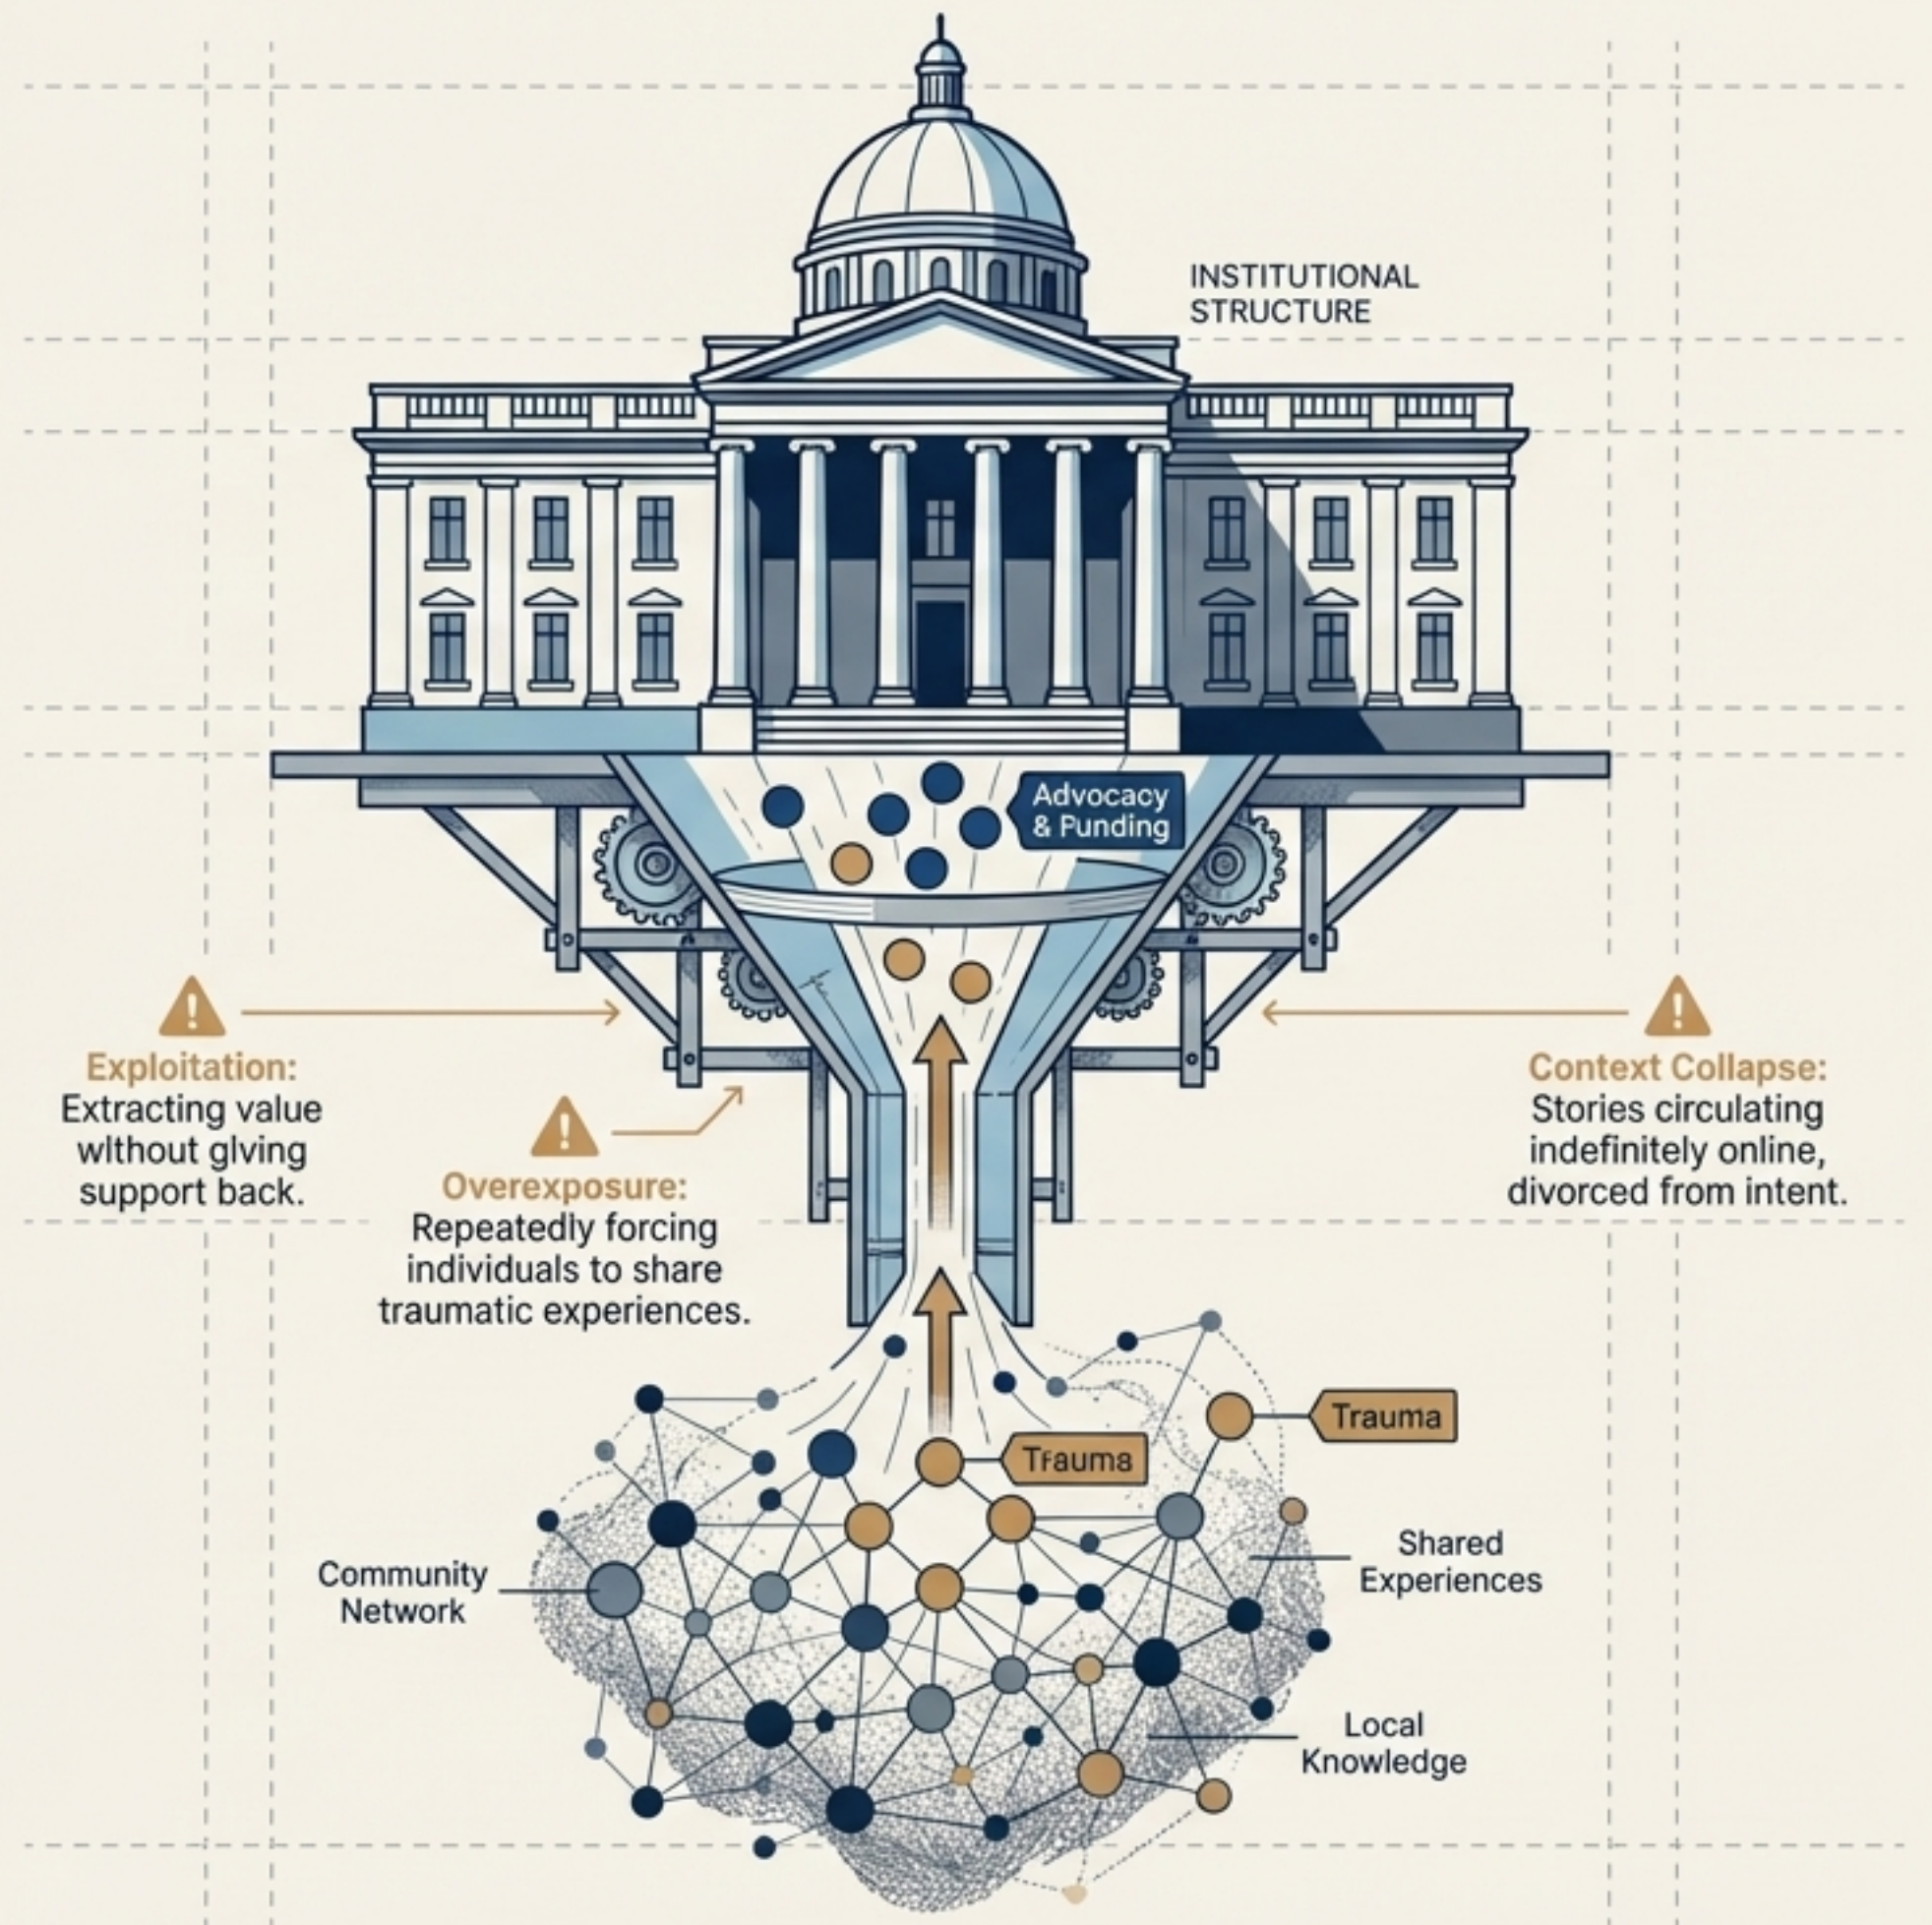 INSTITUTIONAL
STRUCTURE
Advocacy
& Punding
Exploitation:
Extracting value
wlthout glving
support back.
Overexposure:
Repeatedly forcing
individuals to share
traumatic experiences.
Context Collapse:
Stories circulating
indefinitely online,
divorced from intent.
Trauma
Trauma
Community
Network
Shared
Experiences
Local
Knowledge